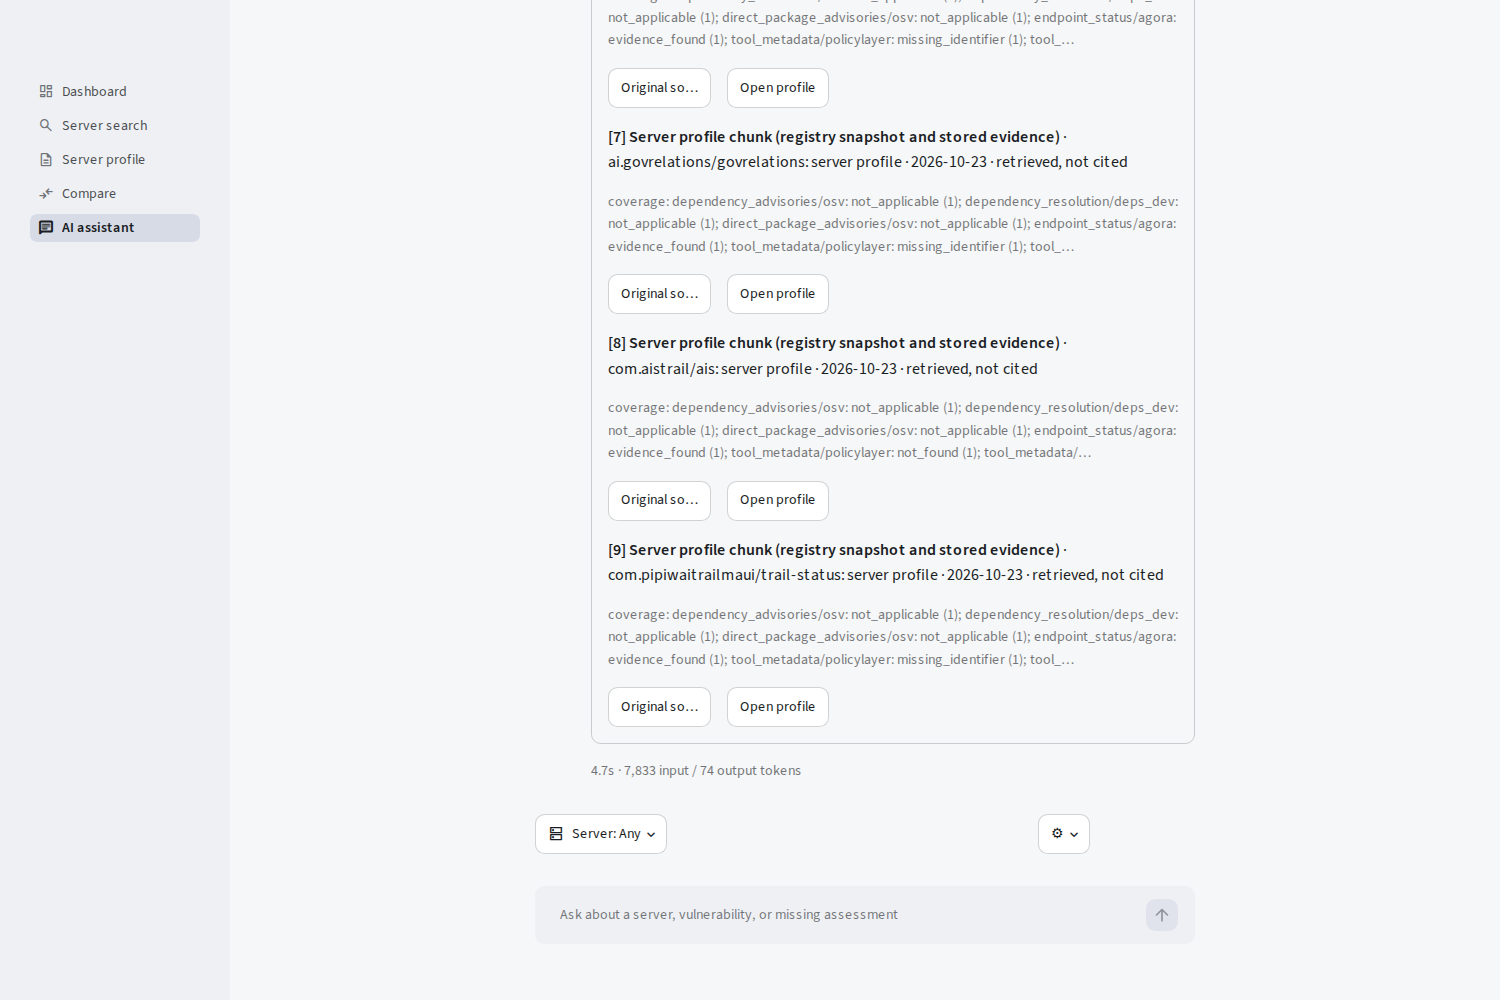 Dashboard
Server search
Server profile
Compare
AI assistant
not_applicable (1); direct_package_advisories/osv: not_applicable (1); endpoint_status/agora:
evidence_found (1); tool_metadata/policylayer: missing_identifier (1); tool_…
Original so…
Open profile
[7] Server profile chunk (registry snapshot and stored evidence) ·
ai.govrelations/govrelations: server profile · 2026-10-23 · retrieved, not cited
coverage: dependency_advisories/osv: not_applicable (1); dependency_resolution/deps_dev:
not_applicable (1); direct_package_advisories/osv: not_applicable (1); endpoint_status/agora:
evidence_found (1); tool_metadata/policylayer: missing_identifier (1); tool_…
Original so…
Open profile
[8] Server profile chunk (registry snapshot and stored evidence) ·
com.aistrail/ais: server profile · 2026-10-23 · retrieved, not cited
coverage: dependency_advisories/osv: not_applicable (1); dependency_resolution/deps_dev:
not_applicable (1); direct_package_advisories/osv: not_applicable (1); endpoint_status/agora:
evidence_found (1); tool_metadata/policylayer: not_found (1); tool_metadata/…
Original so…
Open profile
[9] Server profile chunk (registry snapshot and stored evidence) ·
com.pipiwaitrailmaui/trail-status: server profile · 2026-10-23 · retrieved, not cited
coverage: dependency_advisories/osv: not_applicable (1); dependency_resolution/deps_dev:
not_applicable (1); direct_package_advisories/osv: not_applicable (1); endpoint_status/agora:
evidence_found (1); tool_metadata/policylayer: missing_identifier (1); tool_…
Original so…
Open profile
4.7s · 7,833 input / 74 output tokens
Server: Any
Ask about a server, vulnerability, or missing assessment